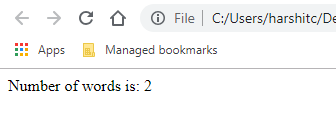 File | C:/Users/harshitc/De
Apps Managed bookmarks
Number of words is: 2